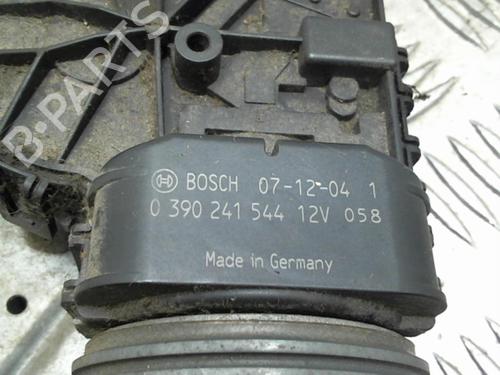 B-PARTS
BOSCH 07-12-04 1
0 390 241 544 12V 058
Made in Germany